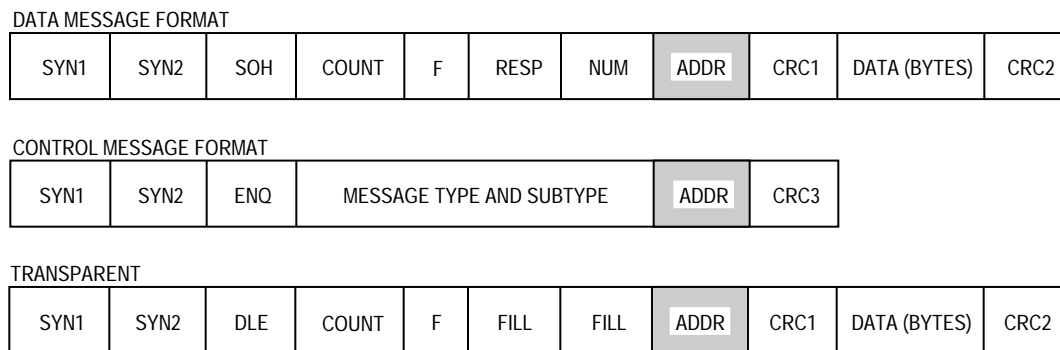 DATA MESSAGE FORMAT
SYN1 SYN2 SOH COUNT F RESP NUM ADDR CRC1 DATA (BYTES) CRC2
CONTROL MESSAGE FORMAT
SYN1 SYN2 ENQ MESSAGE TYPE AND SUBTYPE ADDR CRC3
TRANSPARENT
SYN1 SYN2 DLE COUNT F FILL FILL ADDR CRC1 DATA (BYTES) CRC2